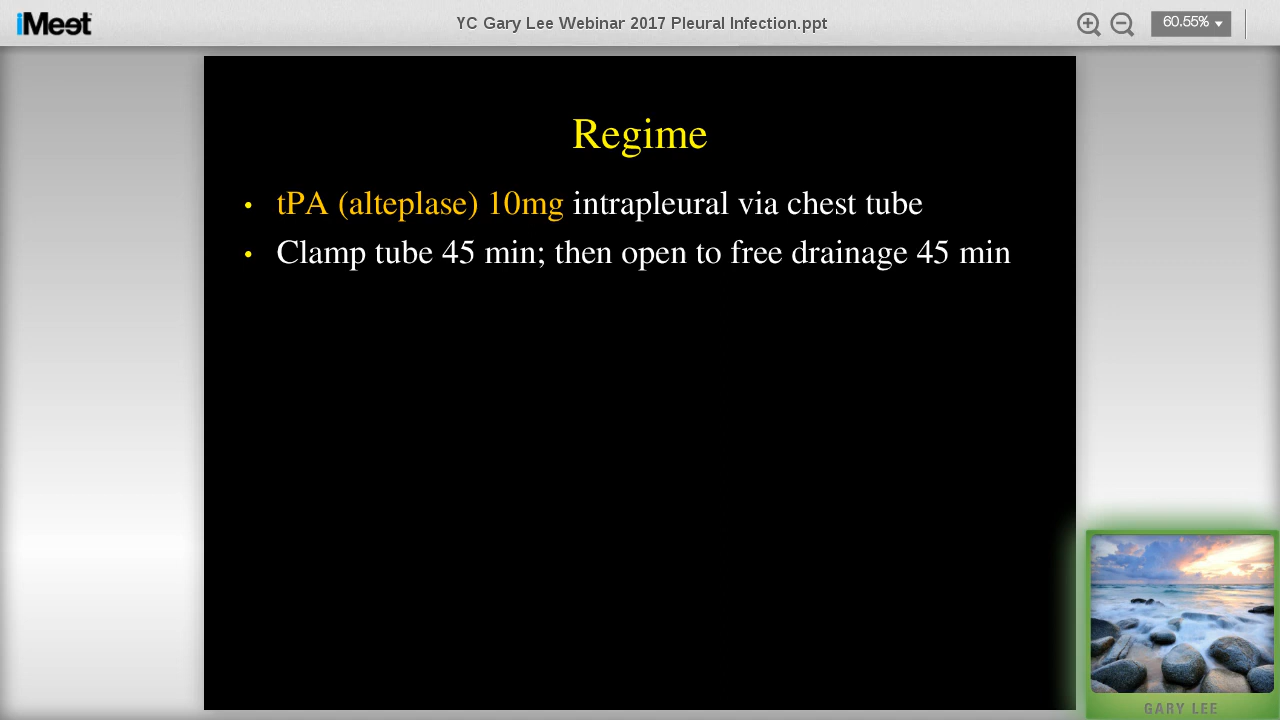 iMeet
YC Gary Lee Webinar 2017 Pleural Infection.ppt
60.55%
Regime
• tPA (alteplase) 10mg intrapleural via chest tube
• Clamp tube 45 min; then open to free drainage 45 min
GARY LEE